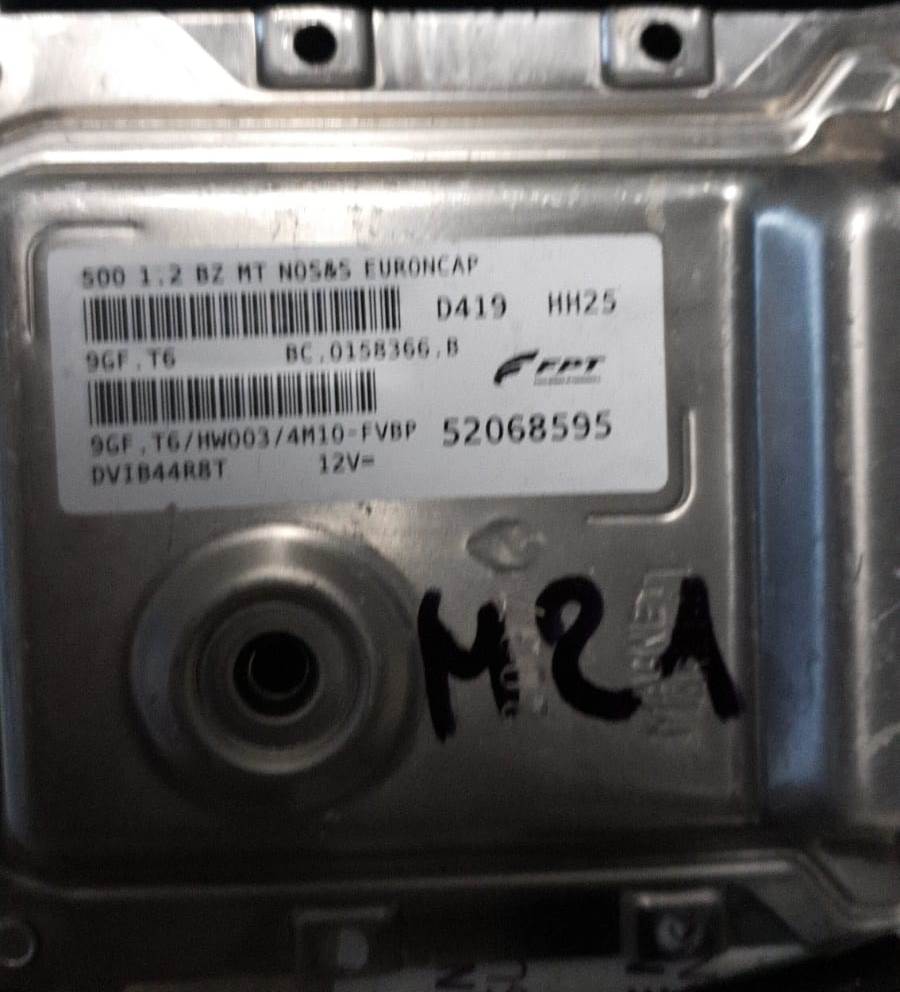 500 1.2 BZ MT NOS&S EURONCAP
D419 HH25
9GF.T6 BC.0158366.B
FPT
9GF.T6/HW003/4M10-FVBP 52068595
DVIB44R8T 12V=
M21